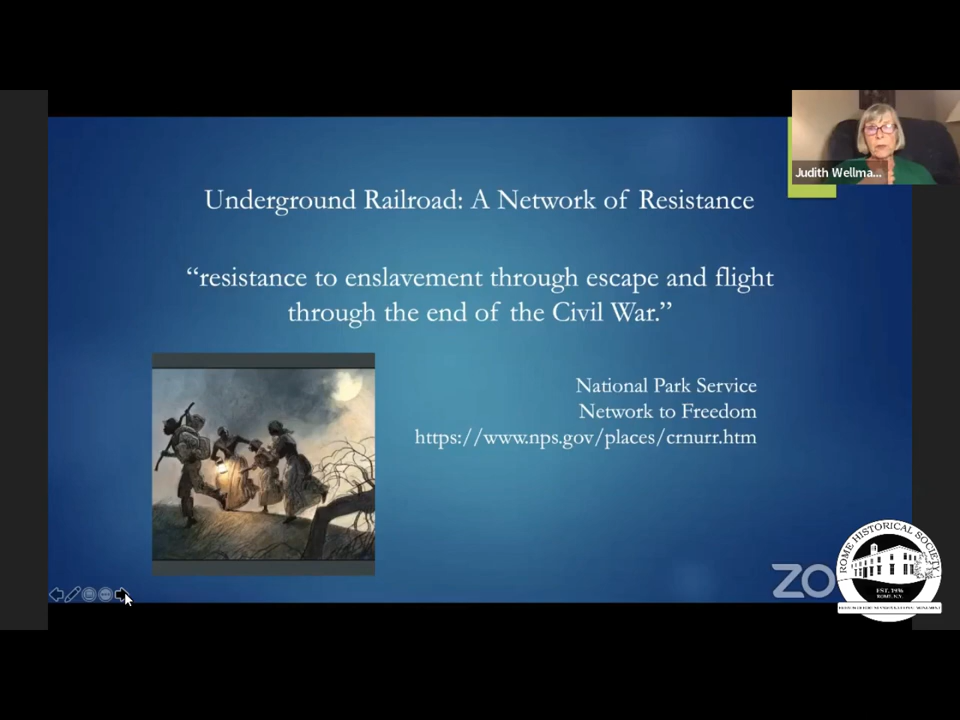 Judith Wellma...
Underground Railroad: A Network of Resistance
“resistance to enslavement through escape and flight
through the end of the Civil War.”
National Park Service
Network to Freedom
https://www.nps.gov/places/crnurr.htm
ZO
ROME HISTORICAL SOCIETY
EST. 1936
ROME, N.Y.